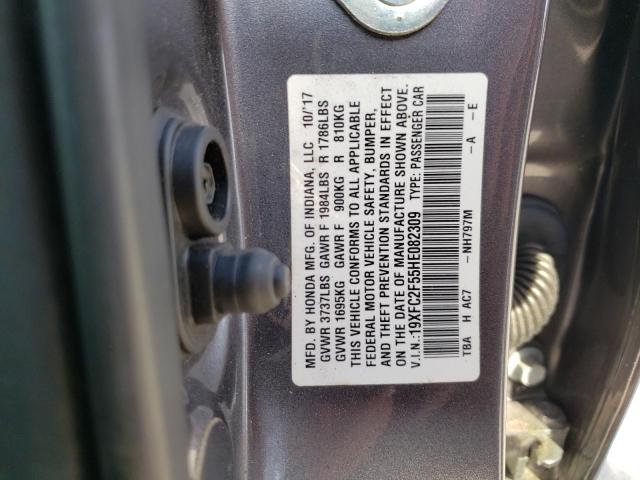 MFD. BY HONDA MFG. OF INDIANA, LLC 10/'17
GVWR 3737LBS GAWR F 1984LBS R 1786LBS
GVWR 1695KG GAWR F 900KG R 810KG
THIS VEHICLE CONFORMS TO ALL APPLICABLE
FEDERAL MOTOR VEHICLE SAFETY, BUMPER,
AND THEFT PREVENTION STANDARDS IN EFFECT
ON THE DATE OF MANUFACTURE SHOWN ABOVE.
V.I.N.:19XFC2F55HE082309 TYPE: PASSENGER CAR
TBA H AC7 -NH797M -A -E